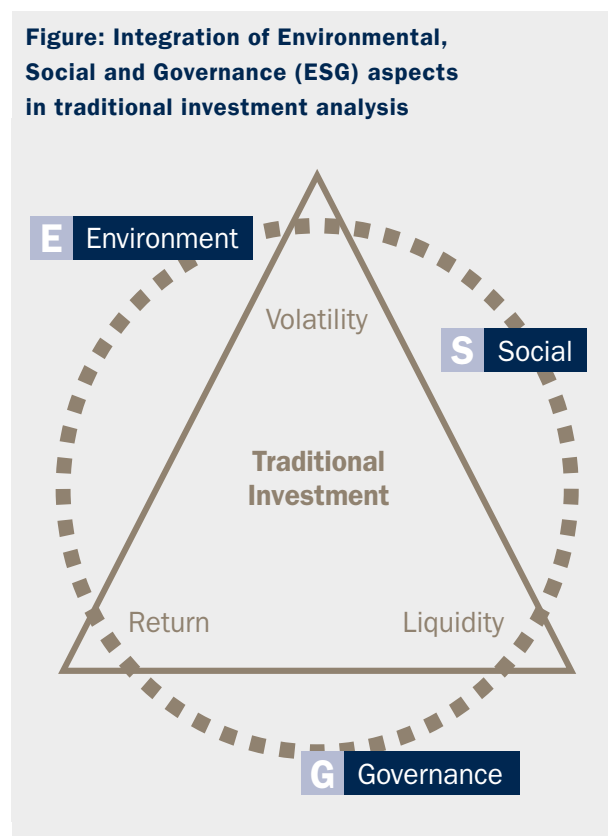 Figure: Integration of Environmental,
Social and Governance (ESG) aspects
in traditional investment analysis
E Environment
Volatility
S Social
Traditional
Investment
Return
Liquidity
G Governance